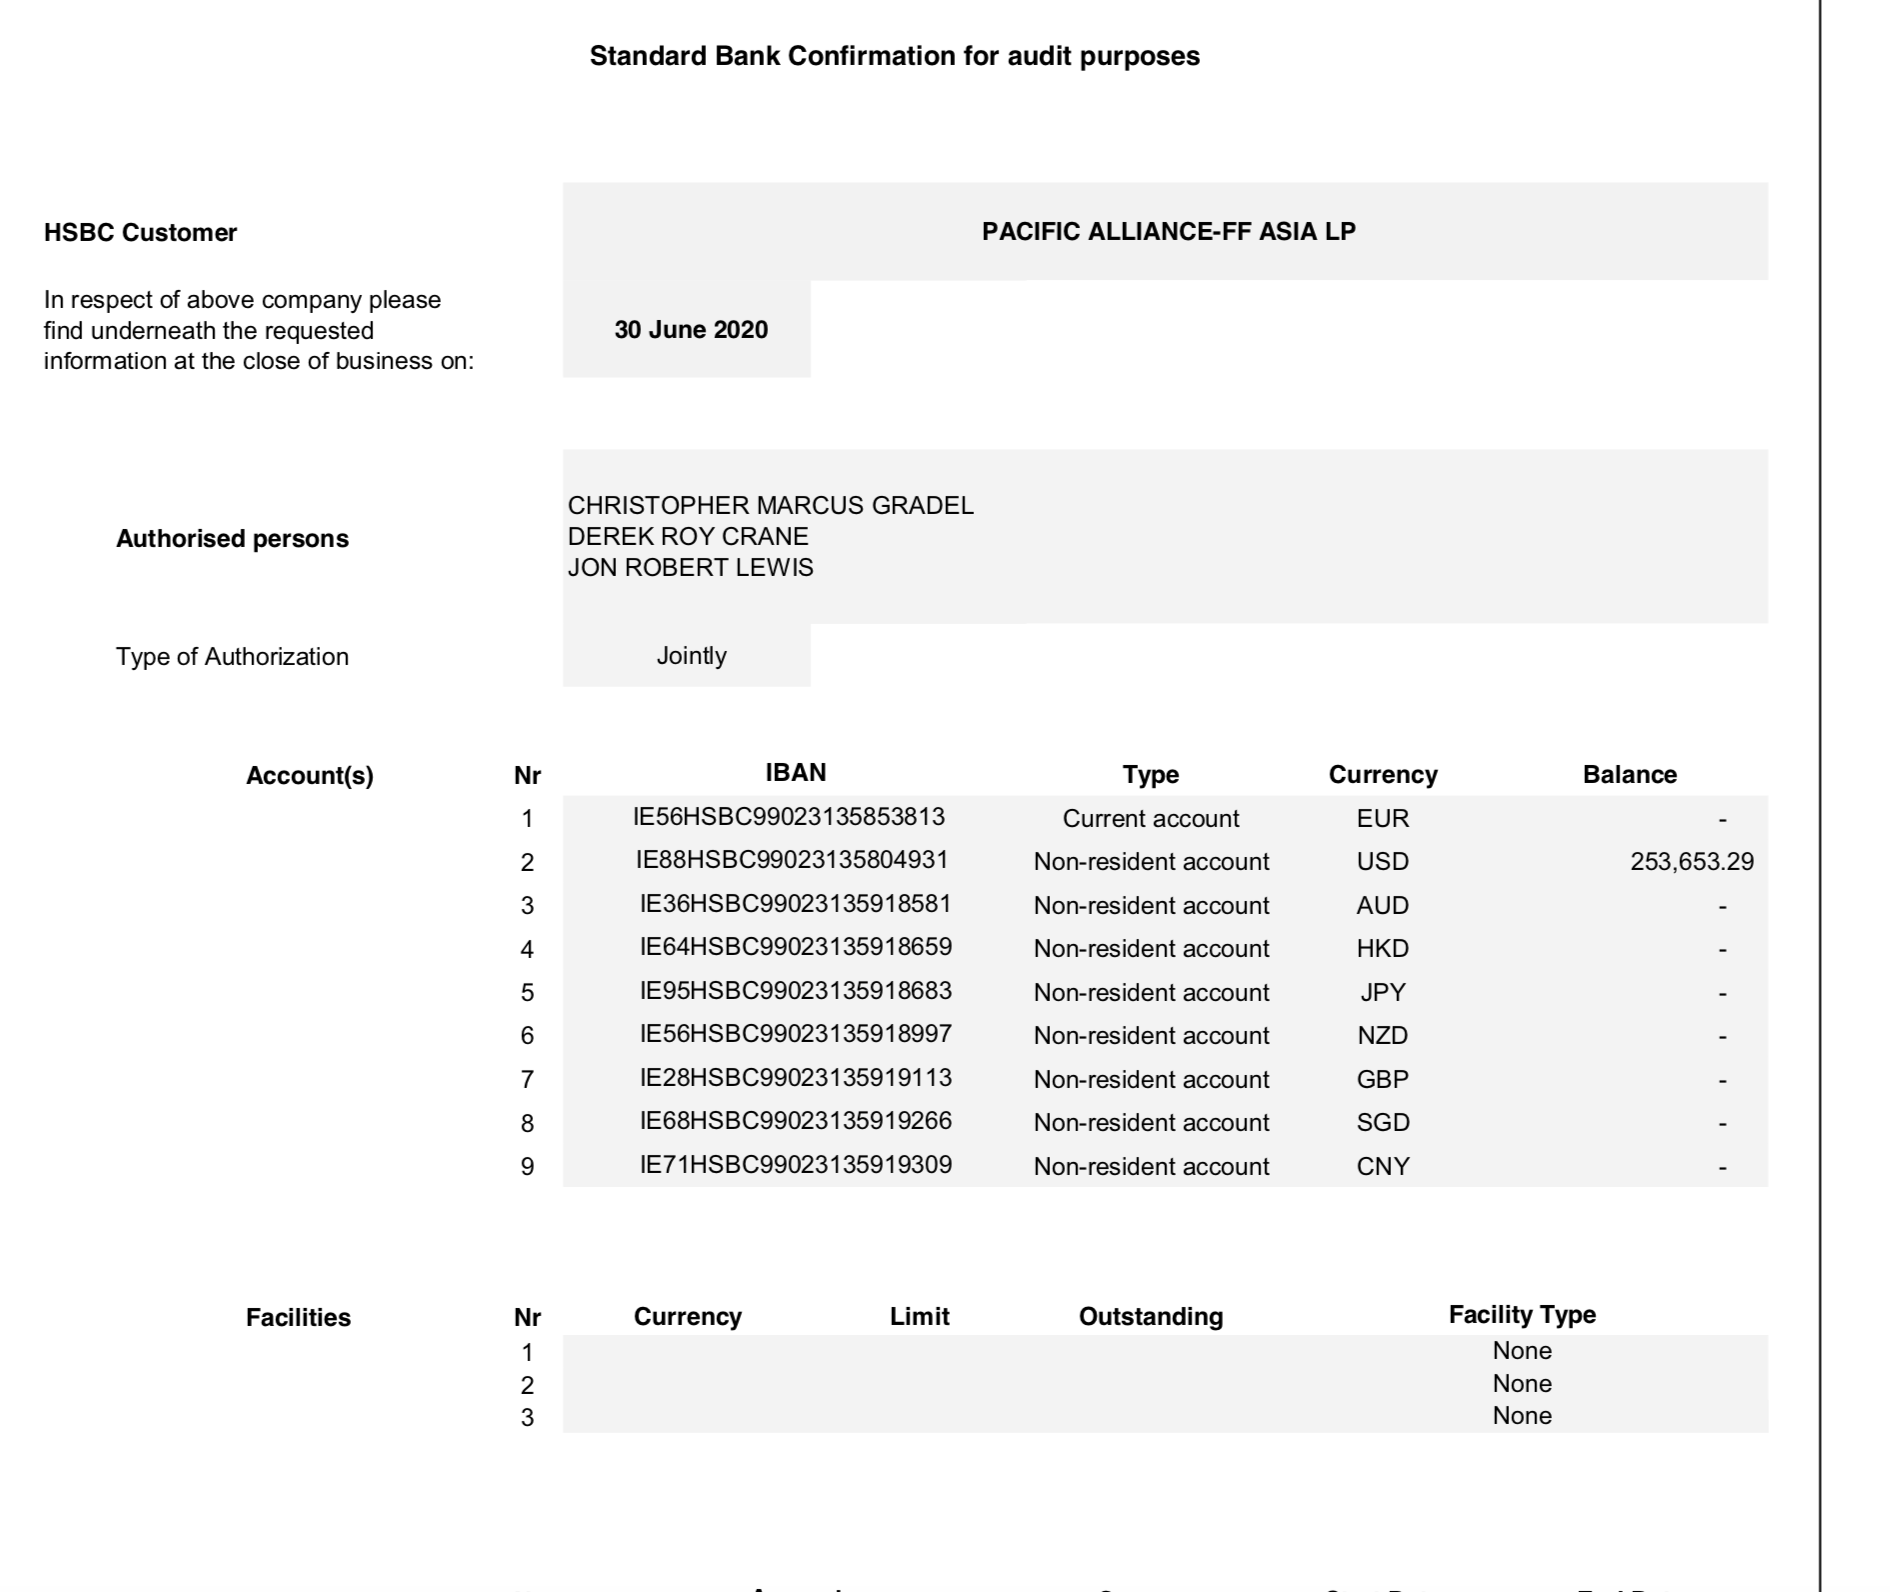 Standard Bank Confirmation for audit purposes
HSBC Customer
PACIFIC ALLIANCE-FF ASIA LP
In respect of above company please
find underneath the requested
information at the close of business on:
30 June 2020
Authorised persons
CHRISTOPHER MARCUS GRADEL
DEREK ROY CRANE
JON ROBERT LEWIS
Type of Authorization Jointly
Account(s) Nr IBAN Type Currency Balance
1 IE56HSBC99023135853813 Current account EUR -
2 IE88HSBC99023135804931 Non-resident account USD 253,653.29
3 IE36HSBC99023135918581 Non-resident account AUD -
4 IE64HSBC99023135918659 Non-resident account HKD -
5 IE95HSBC99023135918683 Non-resident account JPY -
6 IE56HSBC99023135918997 Non-resident account NZD -
7 IE28HSBC99023135919113 Non-resident account GBP -
8 IE68HSBC99023135919266 Non-resident account SGD -
9 IE71HSBC99023135919309 Non-resident account CNY -
Facilities Nr Currency Limit Outstanding Facility Type
1 None
2 None
3 None